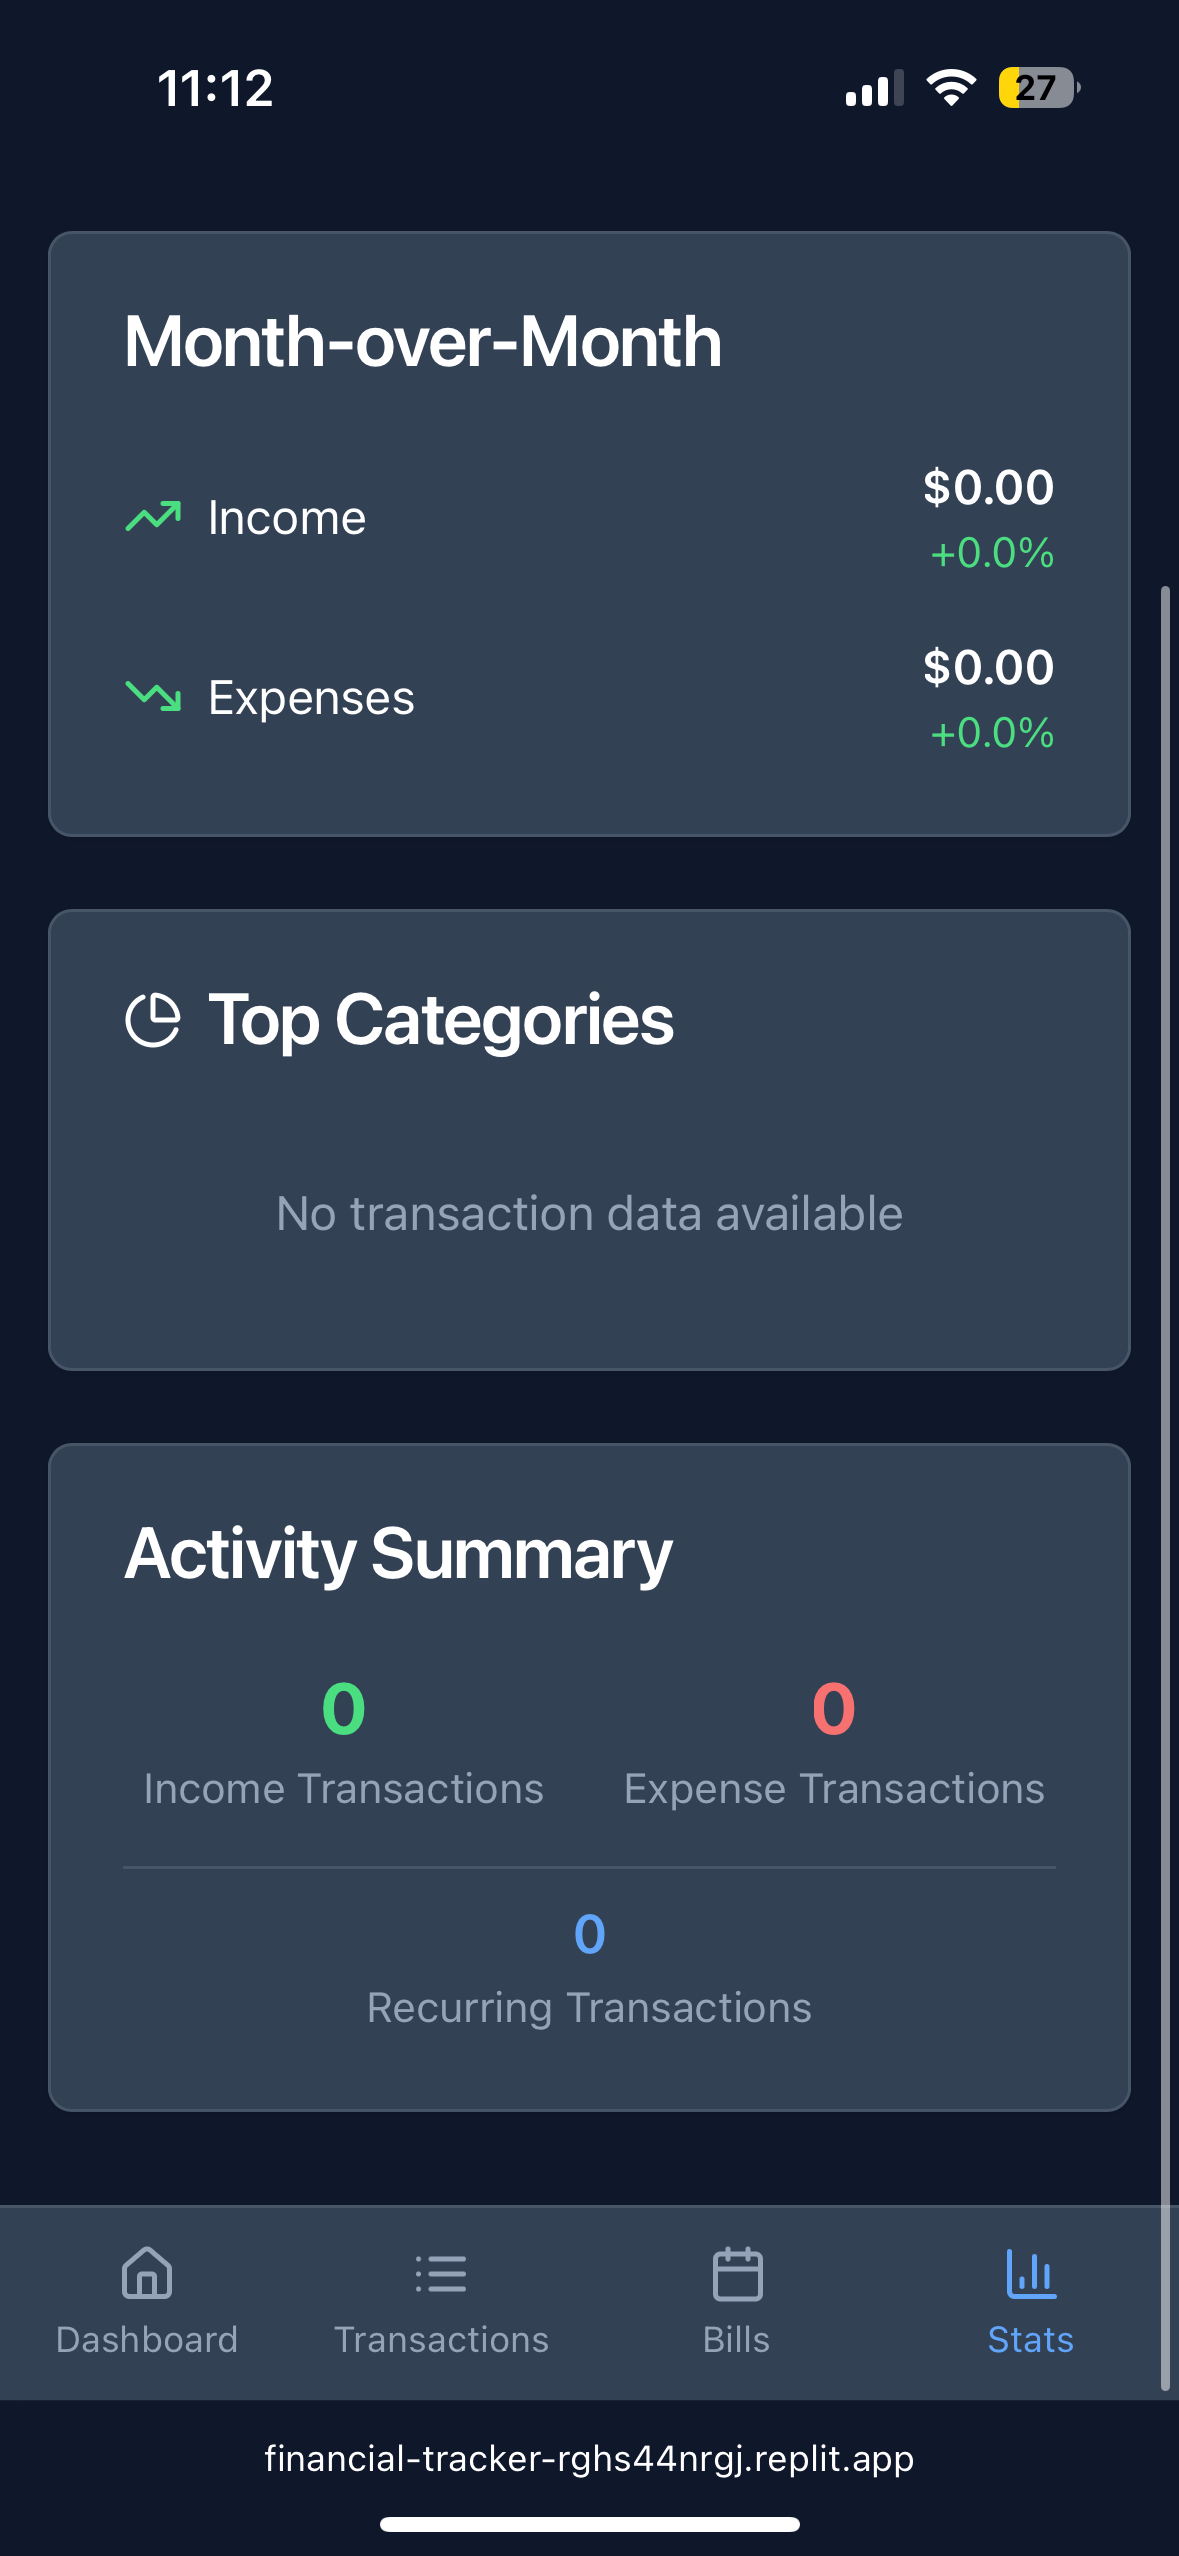 11:12
27
Month-over-Month
Income
$0.00
+0.0%
Expenses
$0.00
+0.0%
Top Categories
No transaction data available
Activity Summary
0
Income Transactions
0
Expense Transactions
0
Recurring Transactions
Dashboard
Transactions
Bills
Stats
financial-tracker-rghs44nrgj.replit.app